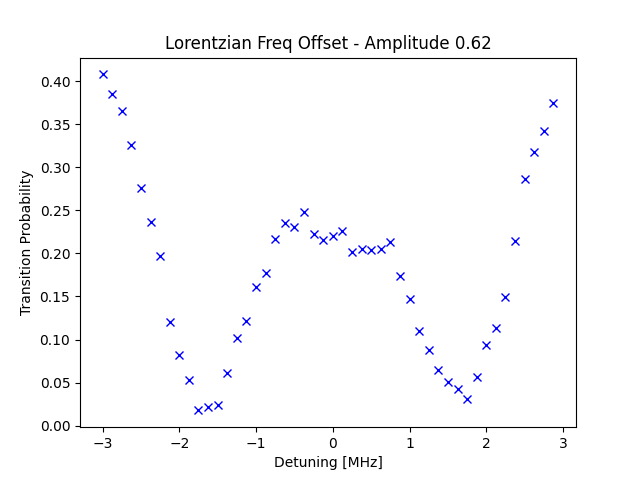 Lorentzian Freq Offset - Amplitude 0.62
Transition Probability
0.40
0.35
0.30
0.25
0.20
0.15
0.10
0.05
0.00
−3 −2 −1 0 1 2 3
Detuning [MHz]